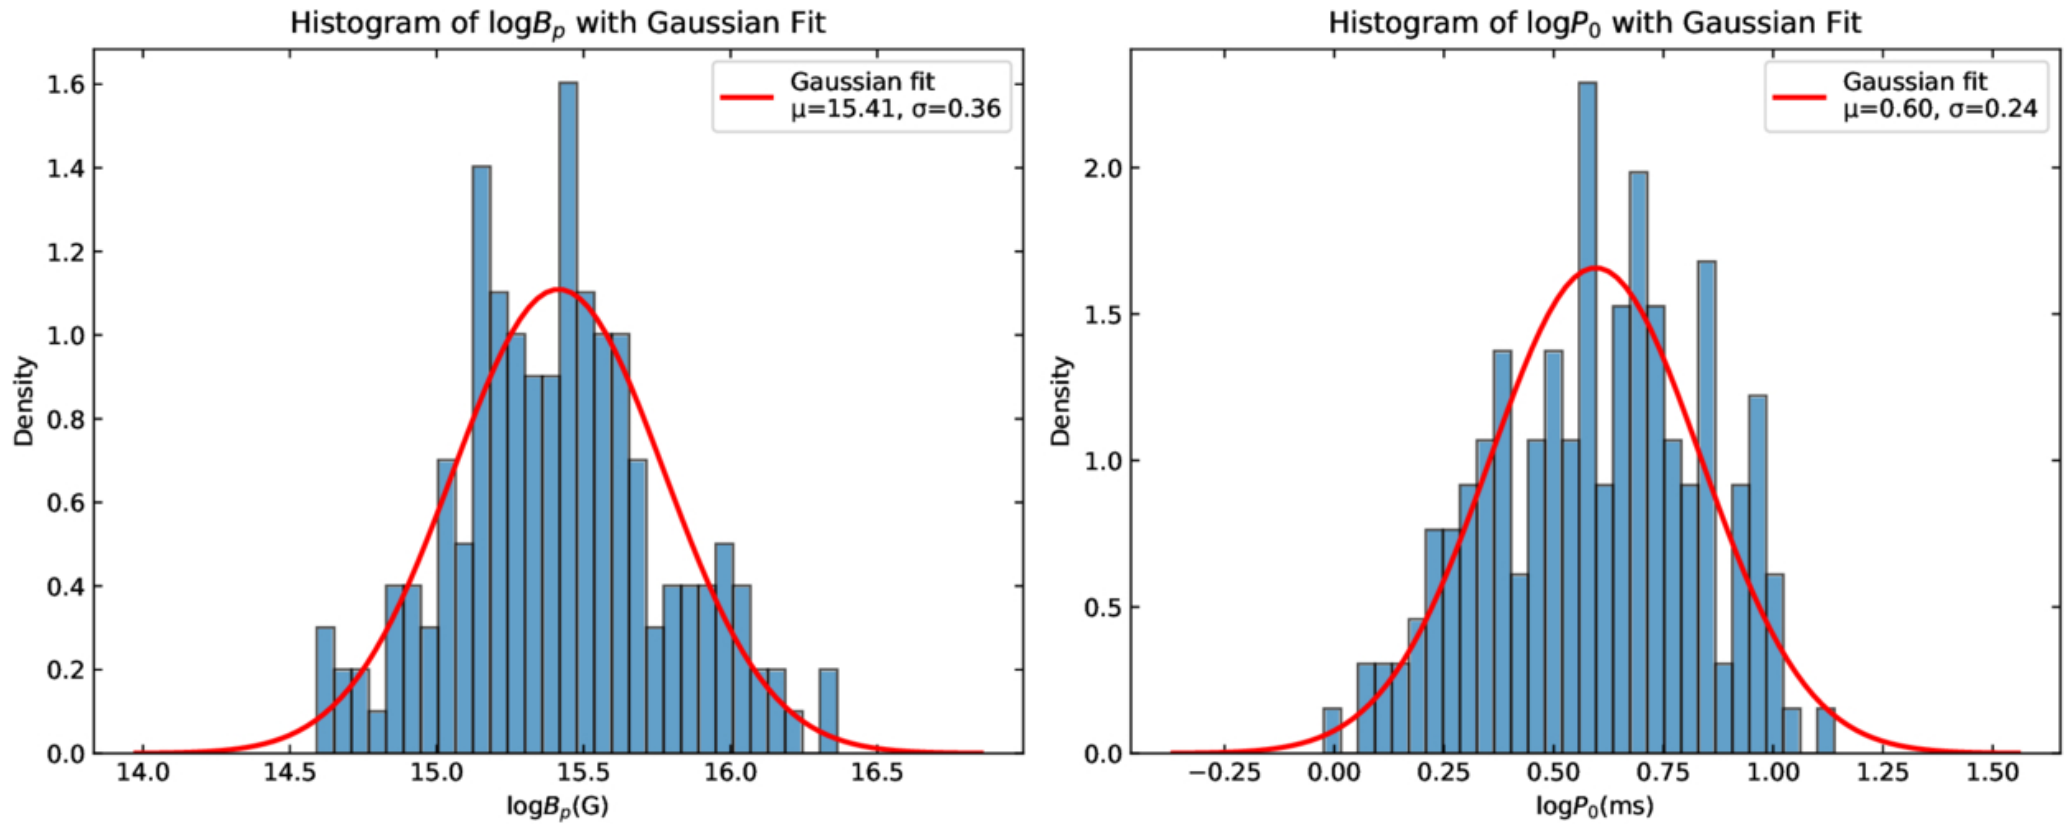 Histogram of logBₚ with Gaussian Fit
Gaussian fit
μ=15.41, σ=0.36
1.6
1.4
1.2
1.0
0.8
0.6
0.4
0.2
0.0
Density
14.0 14.5 15.0 15.5 16.0 16.5
logBₚ(G)
Histogram of logP₀ with Gaussian Fit
Gaussian fit
μ=0.60, σ=0.24
2.0
1.5
1.0
0.5
0.0
Density
−0.25 0.00 0.25 0.50 0.75 1.00 1.25 1.50
logP₀(ms)